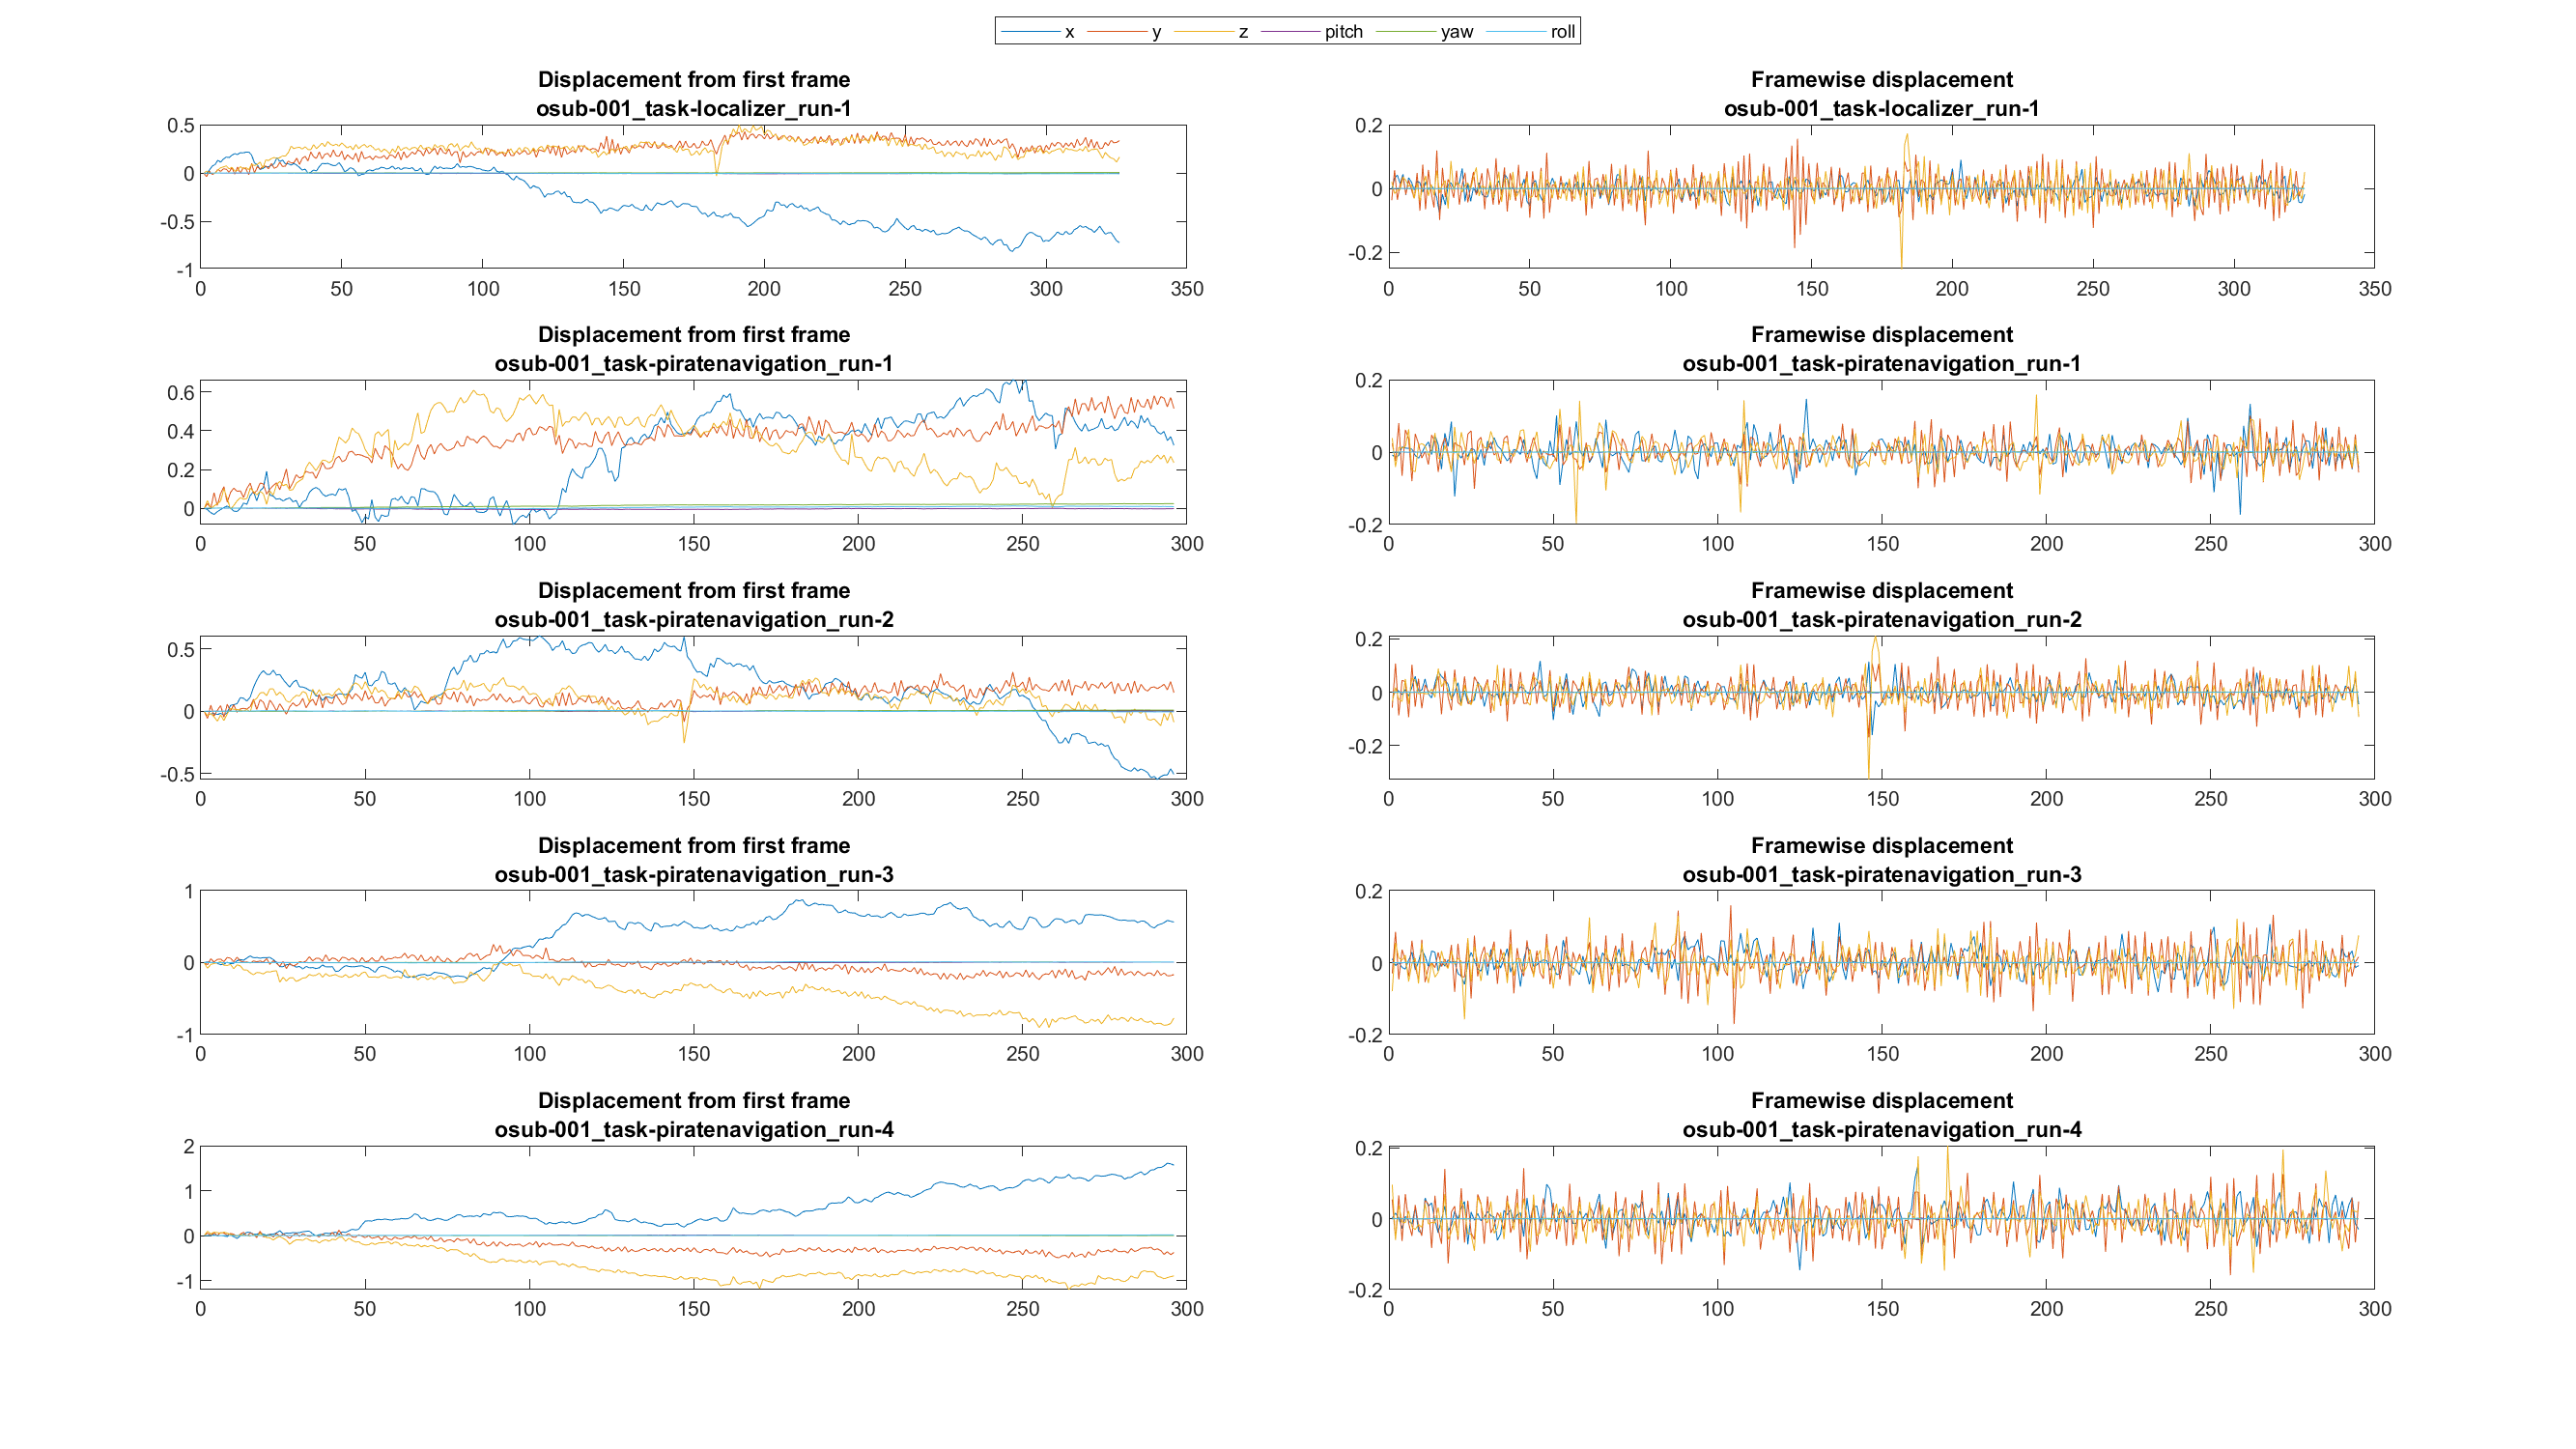 x y z pitch yaw roll
Displacement from first frame
osub-001_task-localizer_run-1
0.5
0
-0.5
-1
0 50 100 150 200 250 300 350
Framewise displacement
osub-001_task-localizer_run-1
0.2
0
-0.2
0 50 100 150 200 250 300 350
Displacement from first frame
osub-001_task-piratenavigation_run-1
0.6
0.4
0.2
0
0 50 100 150 200 250 300
Framewise displacement
osub-001_task-piratenavigation_run-1
0.2
0
-0.2
0 50 100 150 200 250 300
Displacement from first frame
osub-001_task-piratenavigation_run-2
0.5
0
-0.5
0 50 100 150 200 250 300
Framewise displacement
osub-001_task-piratenavigation_run-2
0.2
0
-0.2
0 50 100 150 200 250 300
Displacement from first frame
osub-001_task-piratenavigation_run-3
1
0
-1
0 50 100 150 200 250 300
Framewise displacement
osub-001_task-piratenavigation_run-3
0.2
0
-0.2
0 50 100 150 200 250 300
Displacement from first frame
osub-001_task-piratenavigation_run-4
2
1
0
-1
0 50 100 150 200 250 300
Framewise displacement
osub-001_task-piratenavigation_run-4
0.2
0
-0.2
0 50 100 150 200 250 300